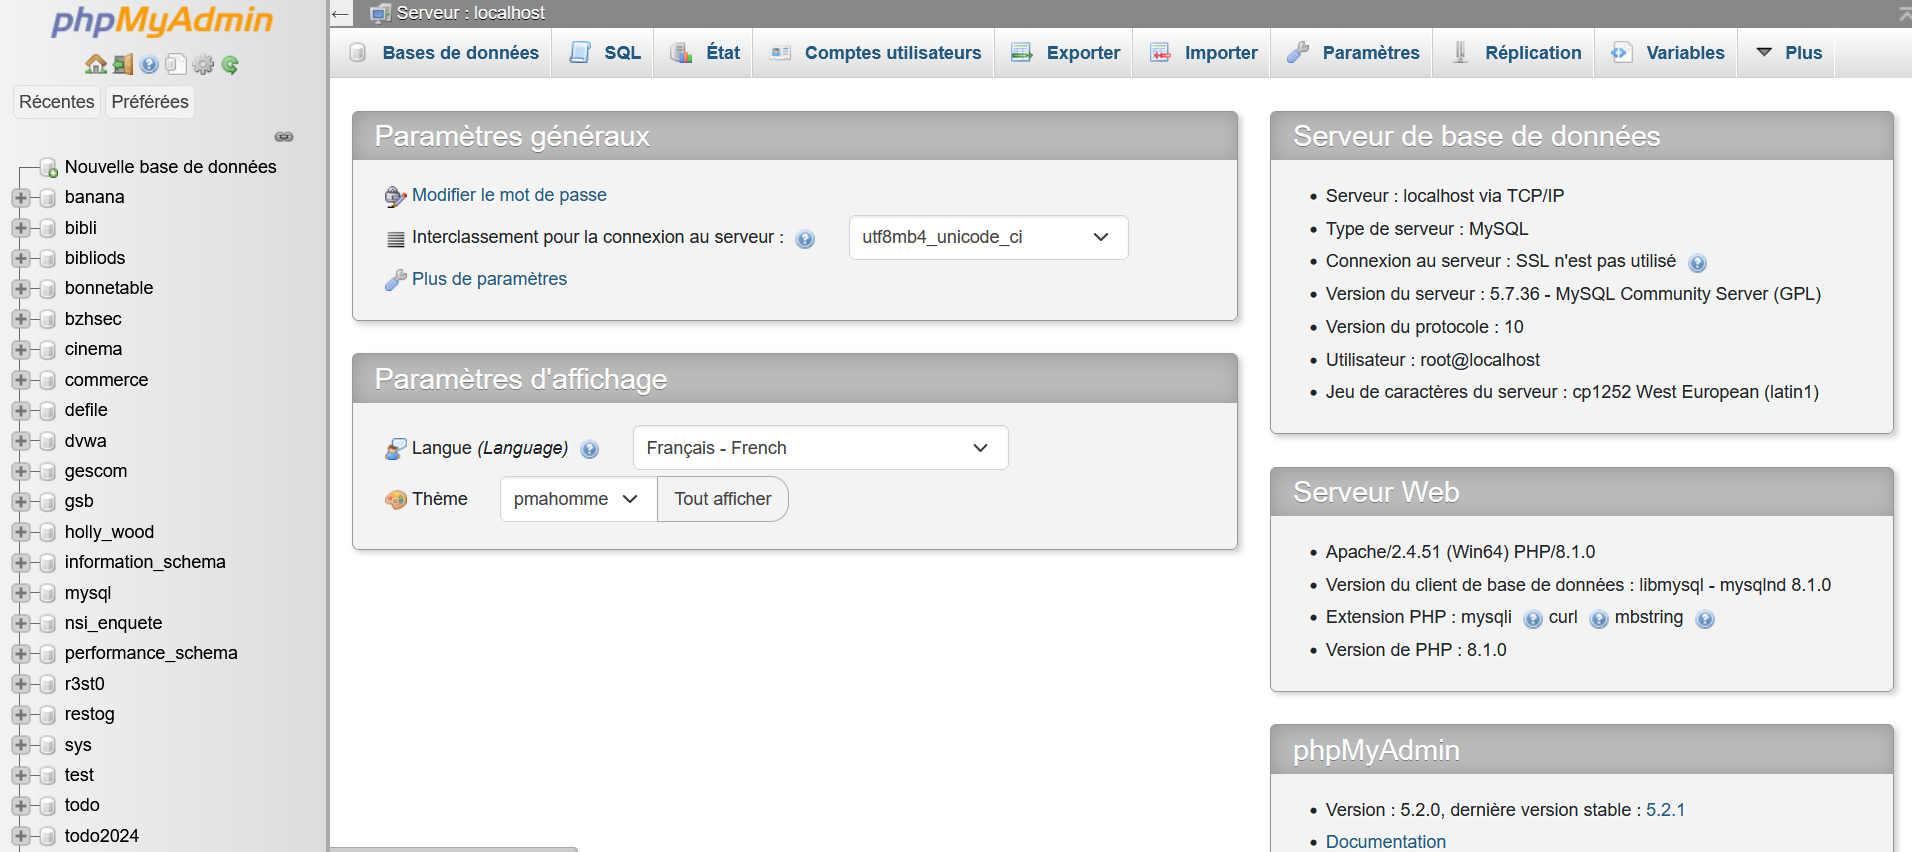 phpMyAdmin
Récentes
Préférées
Nouvelle base de données
banana
bibli
bibliods
bonnetable
bzhsec
cinema
commerce
defile
dvwa
gescom
gsb
holly_wood
information_schema
mysql
nsi_enquete
performance_schema
r3st0
restog
sys
test
todo
todo2024
Serveur : localhost
Bases de données
SQL
État
Comptes utilisateurs
Exporter
Importer
Paramètres
Réplication
Variables
Plus
Paramètres généraux
Modifier le mot de passe
Interclassement pour la connexion au serveur :
utf8mb4_unicode_ci
Plus de paramètres
Paramètres d'affichage
Langue (Language)
Français - French
Thème
pmahomme
Tout afficher
Serveur de base de données
Serveur : localhost via TCP/IP
Type de serveur : MySQL
Connexion au serveur : SSL n'est pas utilisé
Version du serveur : 5.7.36 - MySQL Community Server (GPL)
Version du protocole : 10
Utilisateur : root@localhost
Jeu de caractères du serveur : cp1252 West European (latin1)
Serveur Web
Apache/2.4.51 (Win64) PHP/8.1.0
Version du client de base de données : libmysql - mysqlnd 8.1.0
Extension PHP : mysqli curl mbstring
Version de PHP : 8.1.0
phpMyAdmin
Version : 5.2.0, dernière version stable : 5.2.1
Documentation